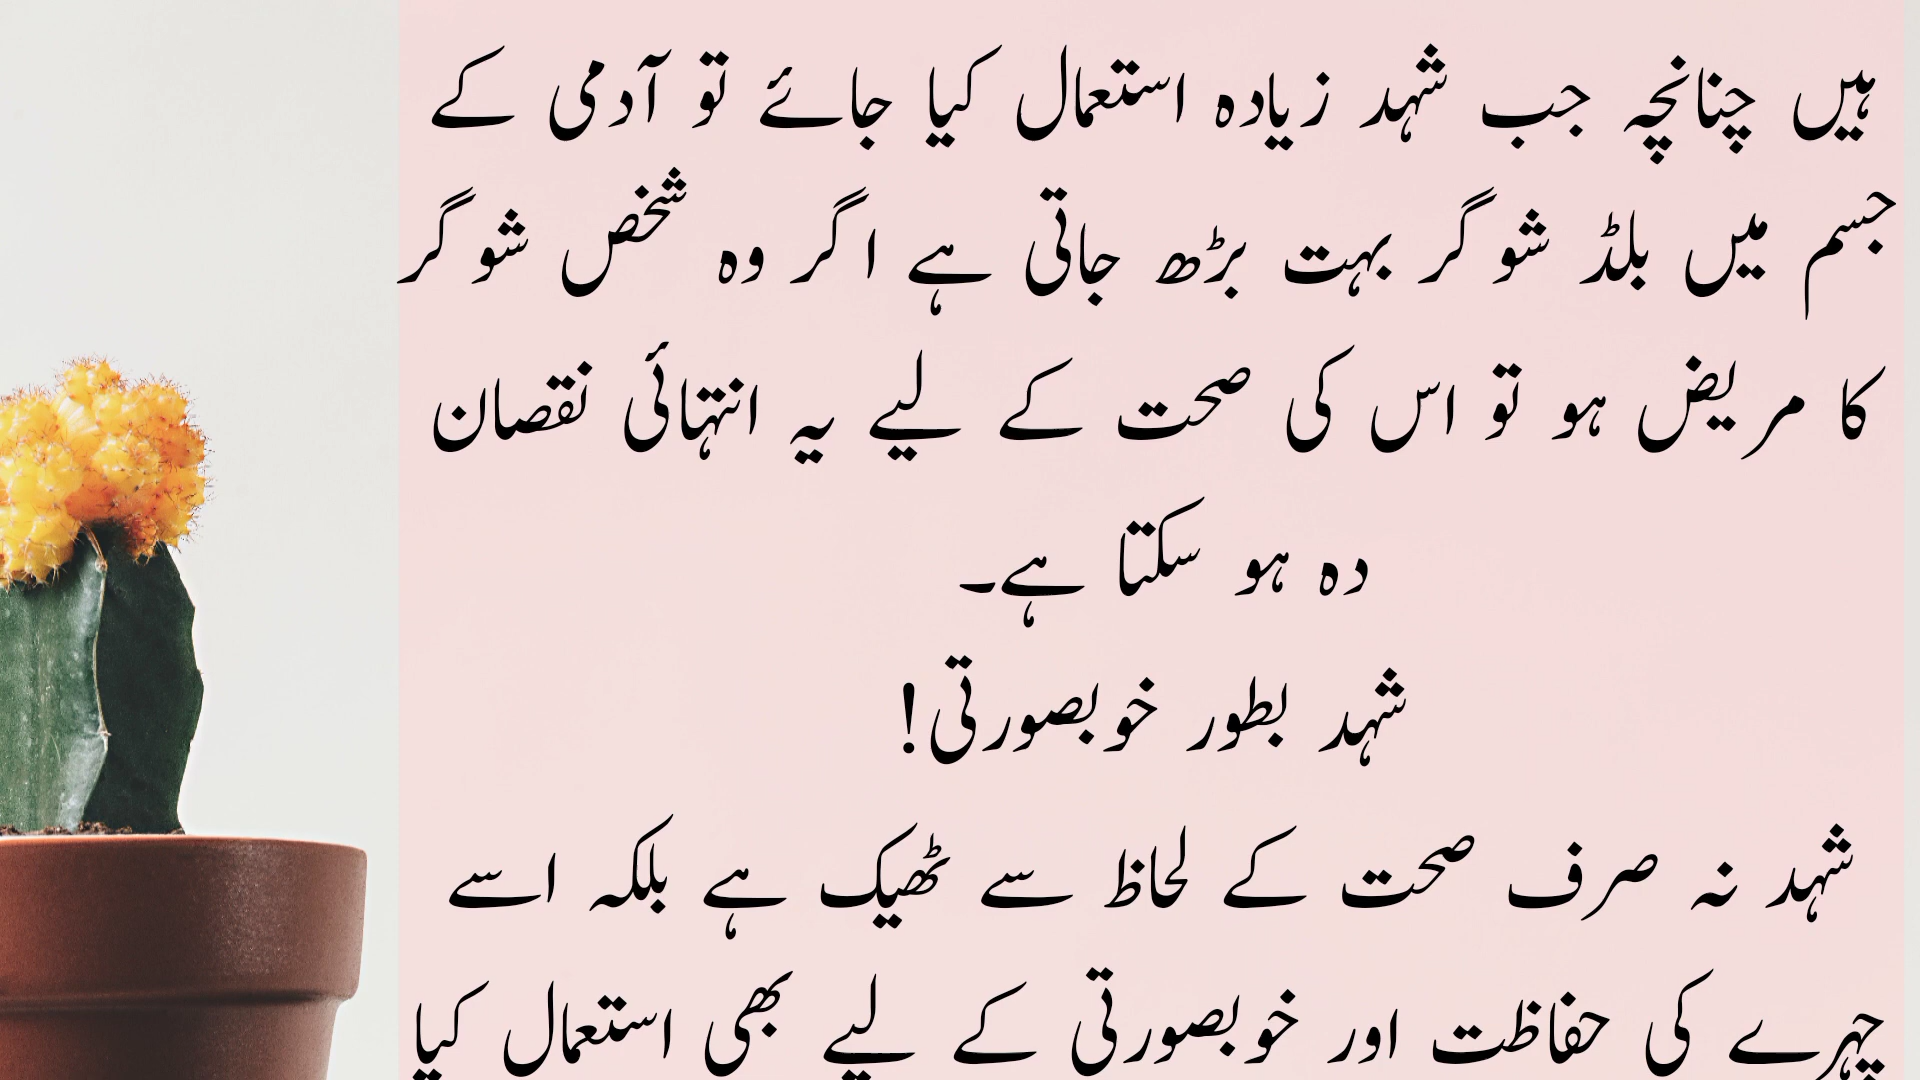 ہیں چنانچہ جب شہد زیادہ استعمال کیا جائے تو آدمی کے
جسم میں بلڈ شوگر بہت بڑھ جاتی ہے اگر وہ شخص شوگر
کا مریض ہو تو اس کی صحت کے لیے یہ انتہائی نقصان
دہ ہو سکتا ہے۔
شہد بطور خوبصورتی!
شہد نہ صرف صحت کے لحاظ سے ٹھیک ہے بلکہ اسے
چہرے کی حفاظت اور خوبصورتی کے لیے بھی استعمال کیا